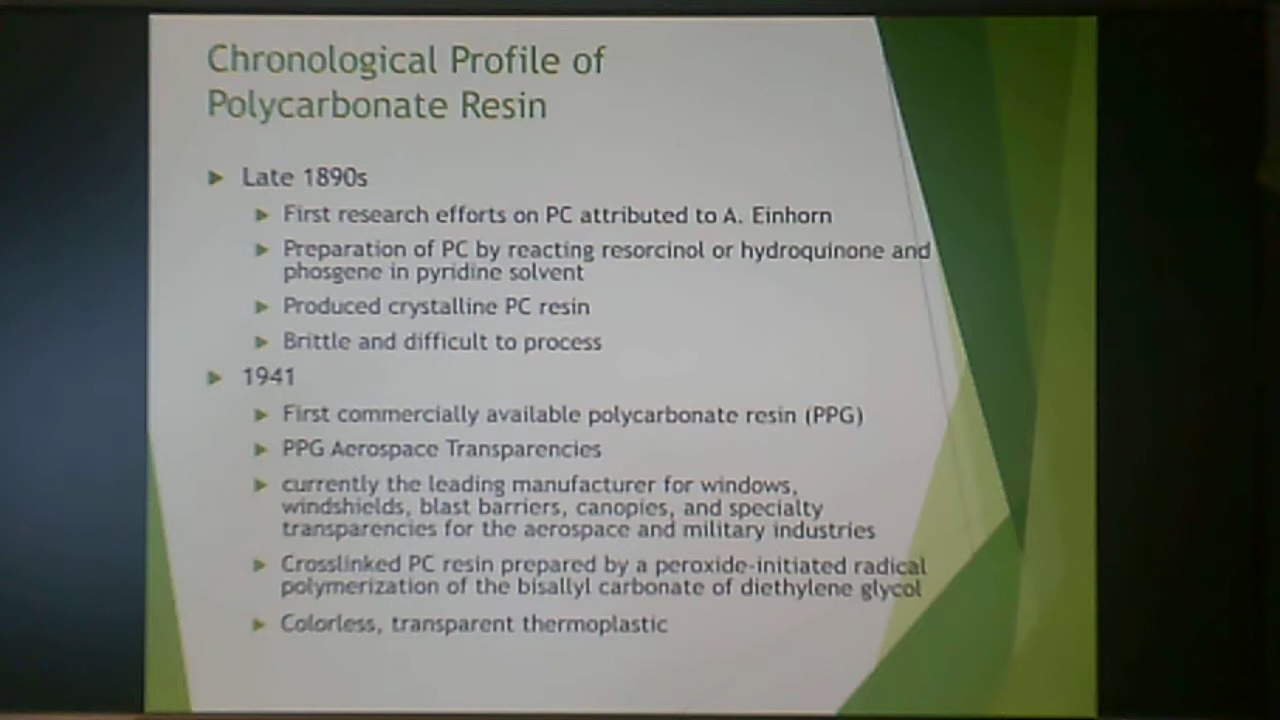 Chronological Profile of
Polycarbonate Resin
Late 1890s
First research efforts on PC attributed to A. Einhorn
Preparation of PC by reacting resorcinol or hydroquinone and
phosgene in pyridine solvent
Produced crystalline PC resin
Brittle and difficult to process
1941
First commercially available polycarbonate resin (PPG)
PPG Aerospace Transparencies
currently the leading manufacturer for windows,
windshields, blast barriers, canopies, and specialty
transparencies for the aerospace and military industries
Crosslinked PC resin prepared by a peroxide-initiated radical
polymerization of the bisallyl carbonate of diethylene glycol
Colorless, transparent thermoplastic